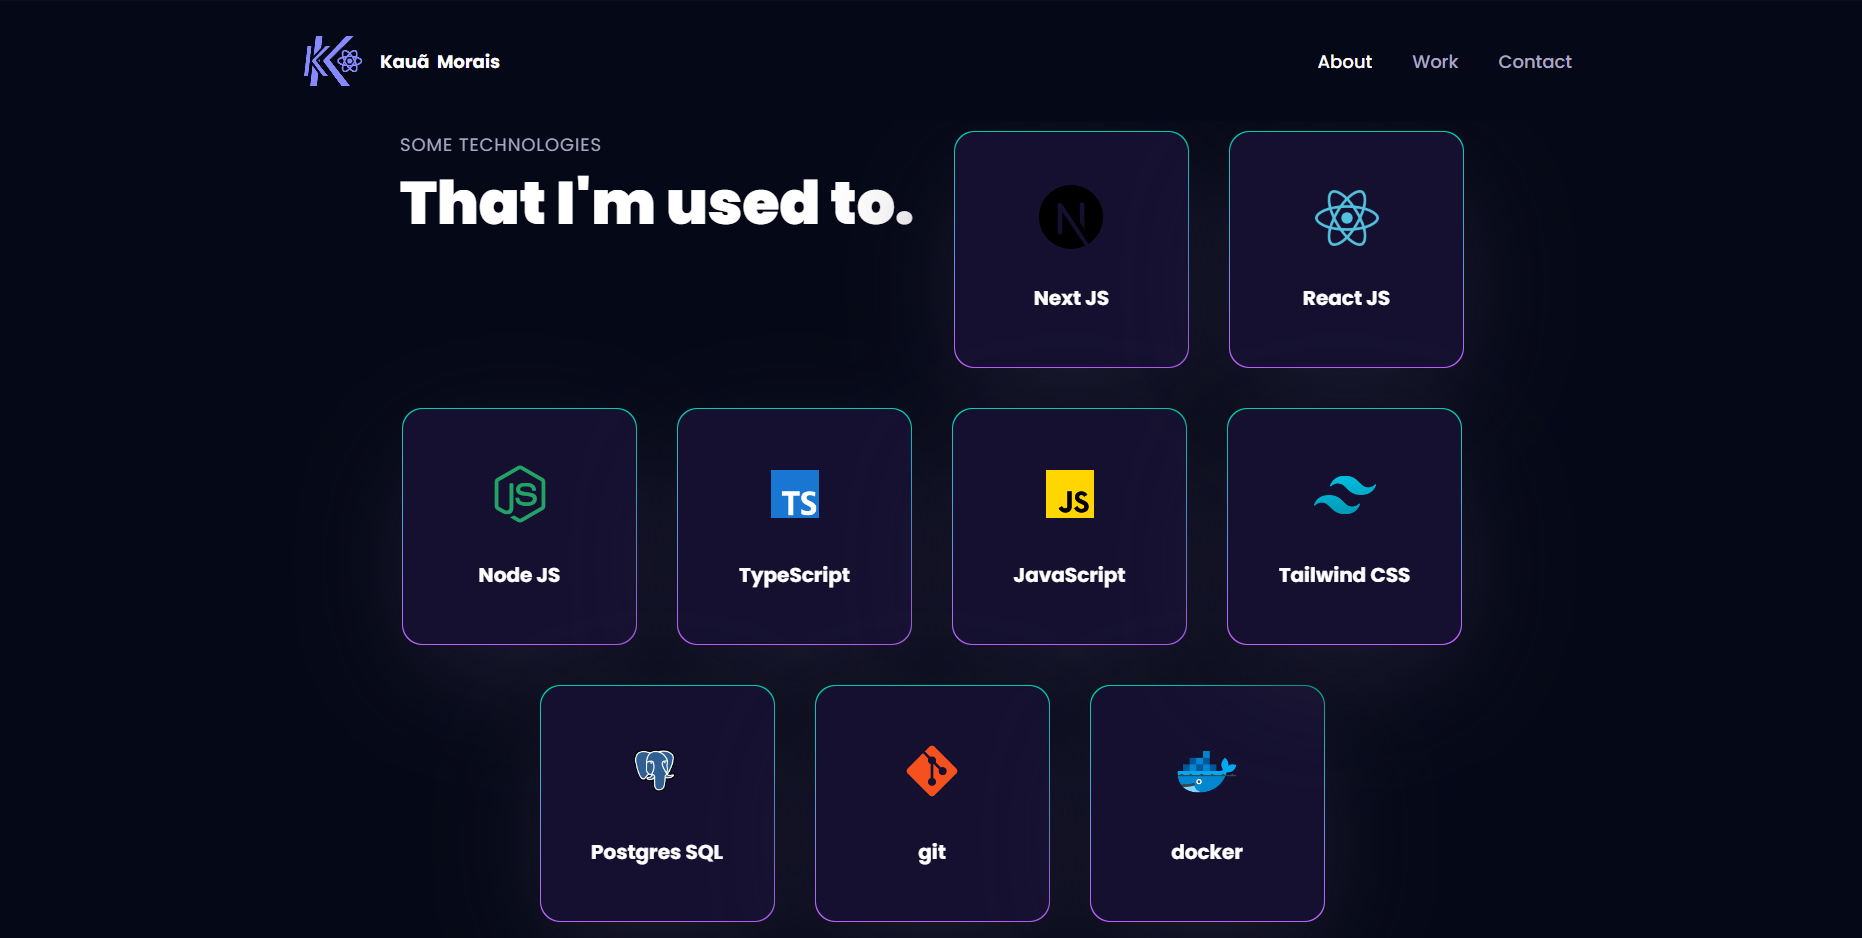 Kauã Morais
About Work Contact
SOME TECHNOLOGIES
That I'm used to.
N
Next JS
React JS
JS
Node JS
TS
TypeScript
JS
JavaScript
Tailwind CSS
Postgres SQL
git
docker